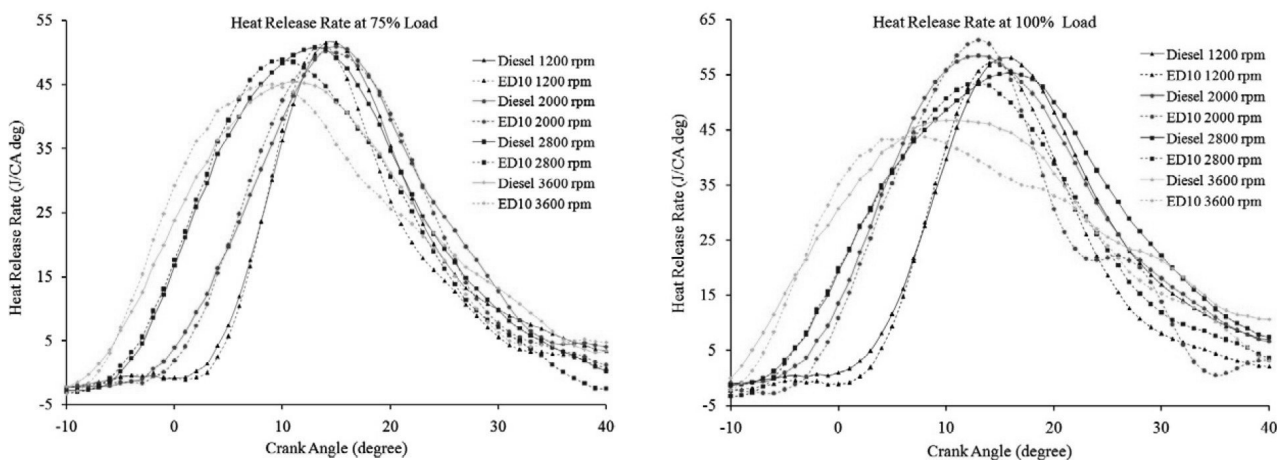 Heat Release Rate at 75% Load
Heat Release Rate (J/CA deg)
55
45
35
25
15
5
-5
-10
0
10
20
30
40
Crank Angle (degree)
Diesel 1200 rpm
ED10 1200 rpm
Diesel 2000 rpm
ED10 2000 rpm
Diesel 2800 rpm
ED10 2800 rpm
Diesel 3600 rpm
ED10 3600 rpm
Heat Release Rate at 100% Load
Heat Release Rate (J/CA deg)
65
55
45
35
25
15
5
-5
-10
0
10
20
30
40
Crank Angle (degree)
Diesel 1200 rpm
ED10 1200 rpm
Diesel 2000 rpm
ED10 2000 rpm
Diesel 2800 rpm
ED10 2800 rpm
Diesel 3600 rpm
ED10 3600 rpm